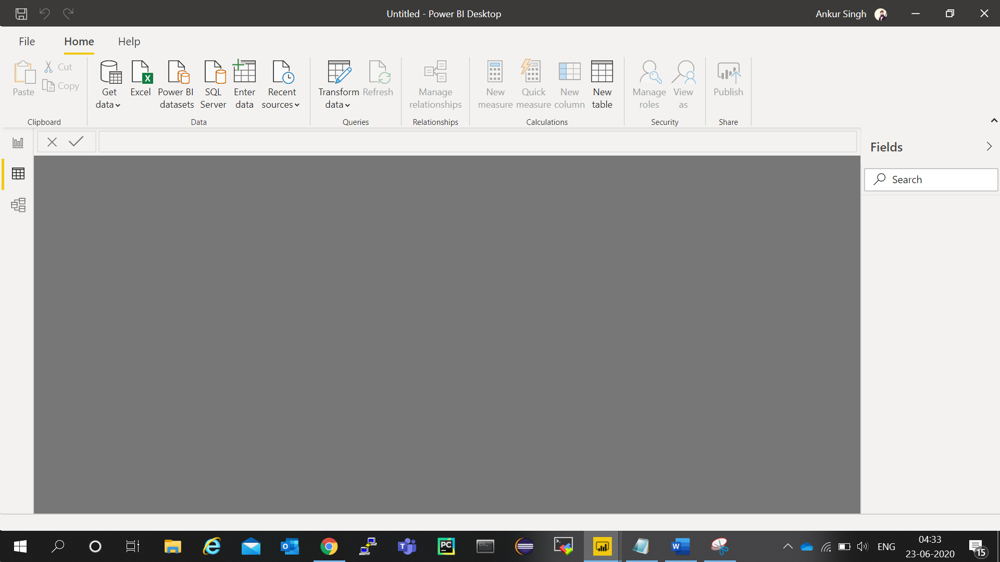 Untitled - Power BI Desktop
Ankur Singh
File
Home
Help
Paste
Cut
Copy
Clipboard
Get
data
Excel
Power BI
datasets
SQL
Server
Enter
data
Recent
sources
Data
Transform
data
Refresh
Queries
Manage
relationships
Relationships
New
measure
Quick
measure
New
column
New
table
Calculations
Manage
roles
View
as
Security
Publish
Share
Fields
Search
ENG
04:33
23-06-2020
15